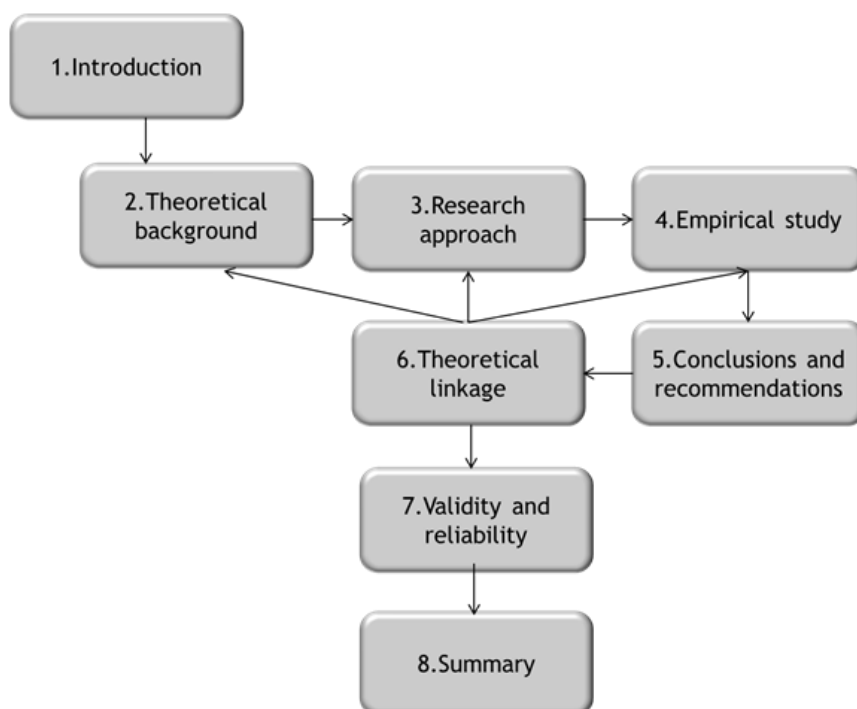 1.Introduction
2.Theoretical
background
3.Research
approach
4.Empirical study
6.Theoretical
linkage
5.Conclusions and
recommendations
7.Validity and
reliability
8.Summary